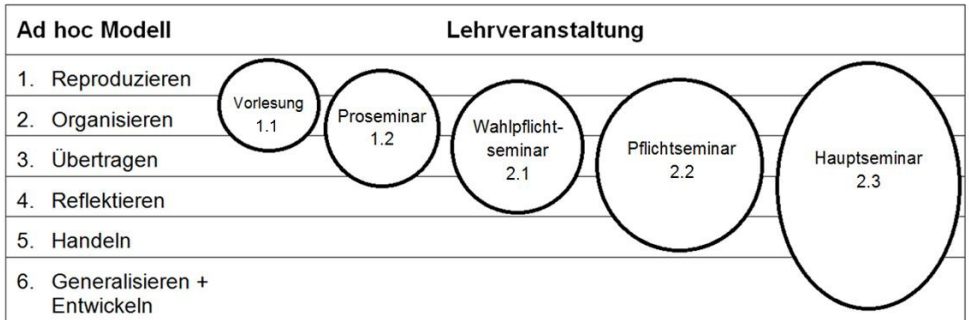 Ad hoc Modell Lehrveranstaltung
1. Reproduzieren
2. Organisieren
3. Übertragen
4. Reflektieren
5. Handeln
6. Generalisieren +
Entwickeln
Vorlesung
1.1
Proseminar
1.2
Wahlpflicht-
seminar
2.1
Pflichtseminar
2.2
Hauptseminar
2.3